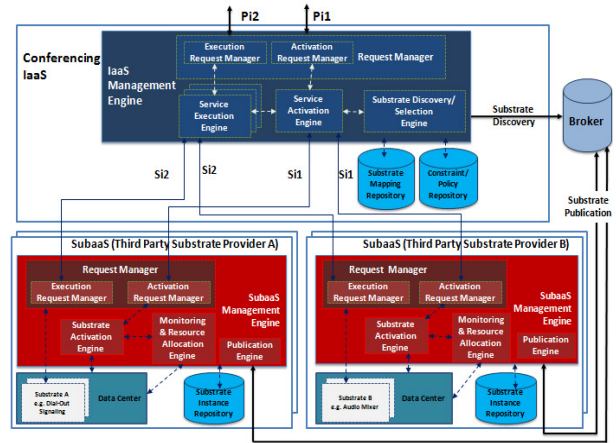 Pi2
Pi1
Conferencing
IaaS
IaaS
Management
Engine
Execution
Request Manager
Activation
Request Manager
Request Manager
Service
Execution
Engine
Service
Activation
Engine
Substrate Discovery/
Selection Engine
Substrate
Discovery
Broker
Substrate
Mapping
Repository
Constraint/
Policy
Repository
Si2
Si2
Si1
Si1
Substrate
Publication
SubaaS (Third Party Substrate Provider A)
Request Manager
Execution
Request Manager
Activation
Request Manager
SubaaS
Management
Engine
Substrate
Activation
Engine
Monitoring
& Resource
Allocation
Engine
Publication
Engine
Substrate A
e.g. Dial-Out
Signaling
Data Center
Substrate
Instance
Repository
SubaaS (Third Party Substrate Provider B)
Request Manager
Execution
Request Manager
Activation
Request Manager
SubaaS
Management
Engine
Substrate
Activation
Engine
Monitoring
& Resource
Allocation
Engine
Publication
Engine
Substrate B
e.g. Audio Mixer
Data Center
Substrate
Instance
Repository